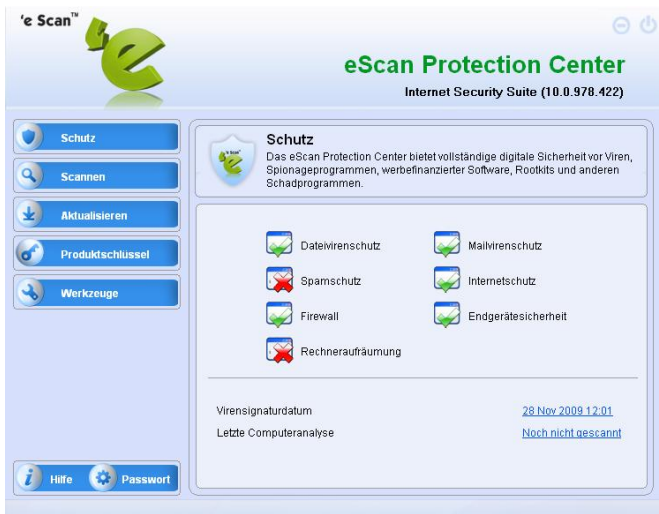 'e Scan™
eScan Protection Center
Internet Security Suite (10.0.978.422)
Schutz
Scannen
Aktualisieren
Produktschlüssel
Werkzeuge
Schutz
Das eScan Protection Center bietet vollständige digitale Sicherheit vor Viren,
Spionageprogrammen, werbefinanzierter Software, Rootkits und anderen
Schadprogrammen.
Dateivirenschutz
Mailvirenschutz
Spamschutz
Internetschutz
Firewall
Endgerätesicherheit
Rechneraufräumung
Virensignaturdatum
28 Nov 2009 12:01
Letzte Computeranalyse
Noch nicht gescannt
Hilfe
Passwort